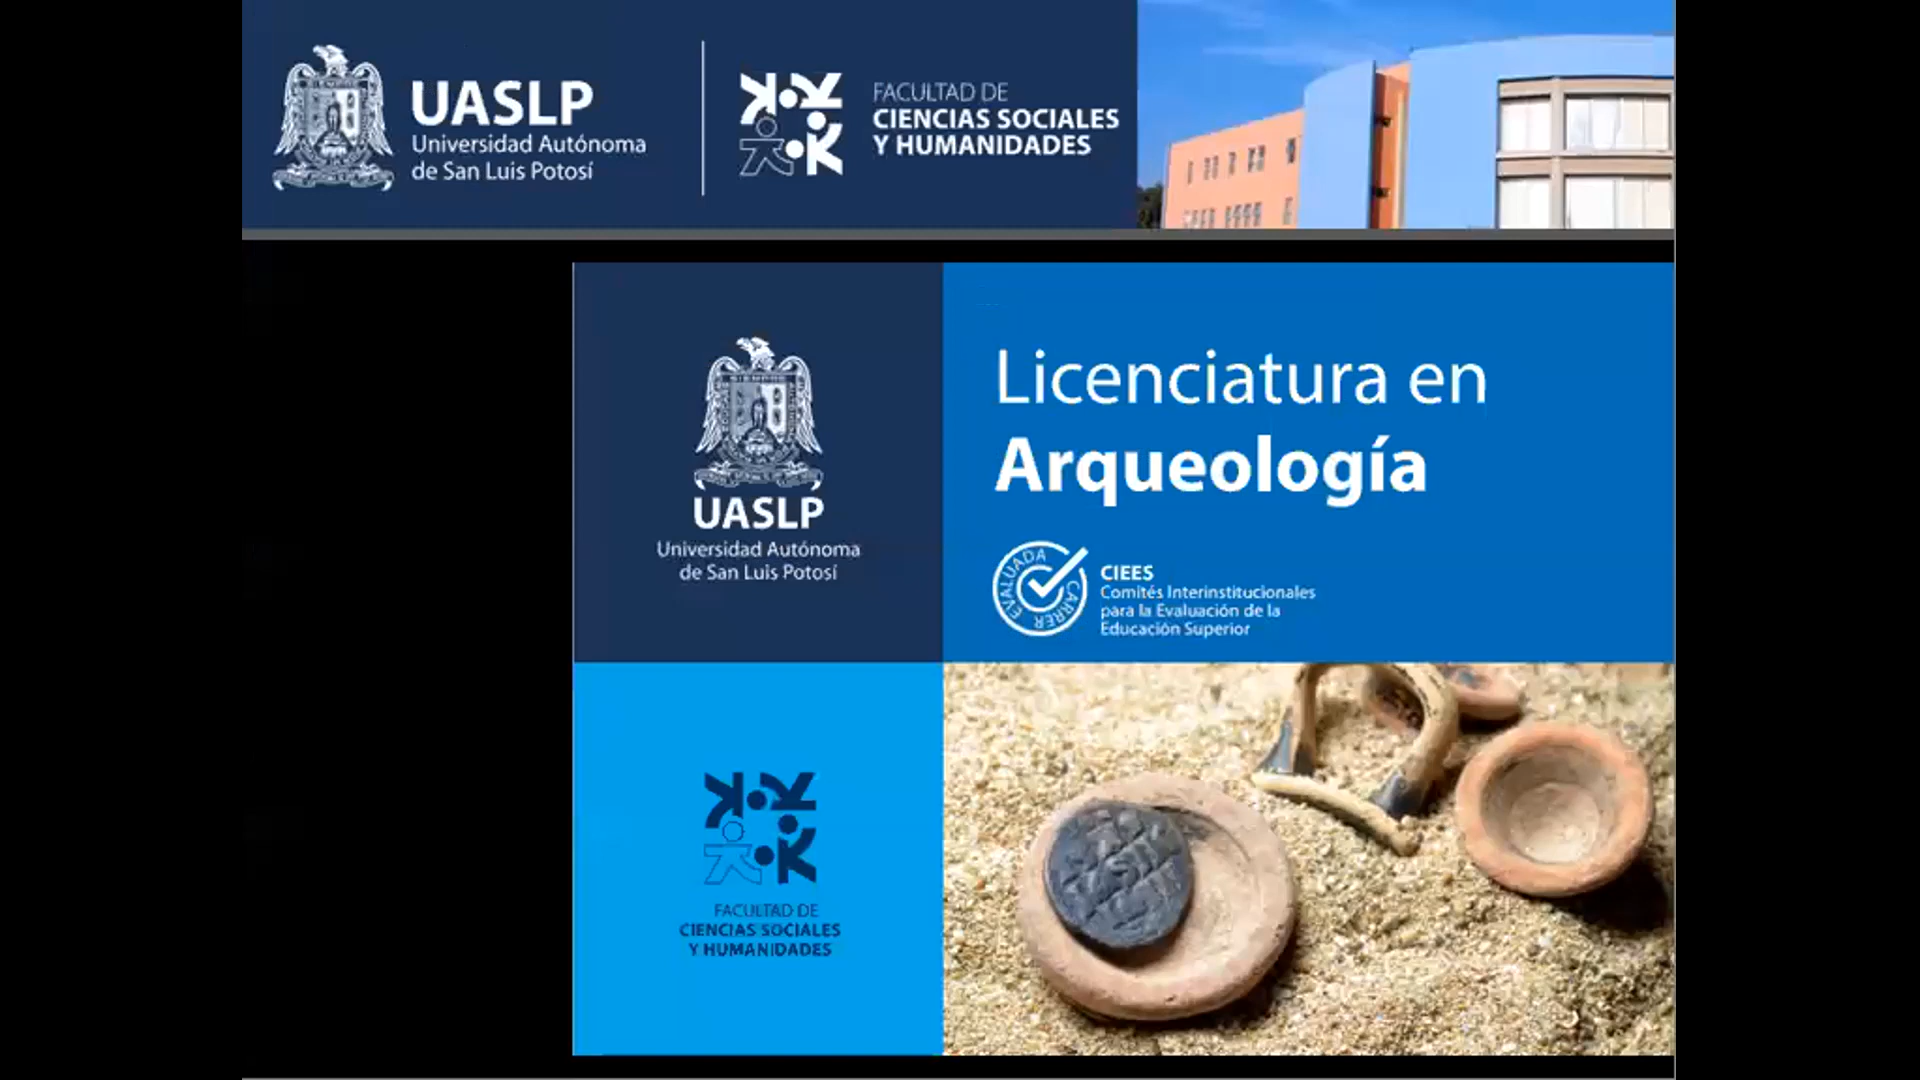 UASLP
Universidad Autónoma
de San Luis Potosí
FACULTAD DE
CIENCIAS SOCIALES
Y HUMANIDADES
UASLP
Universidad Autónoma
de San Luis Potosí
Licenciatura en
Arqueología
EVALUADA
CARRER
CIEES
Comités Interinstitucionales
para la Evaluación de la
Educación Superior
FACULTAD DE
CIENCIAS SOCIALES
Y HUMANIDADES